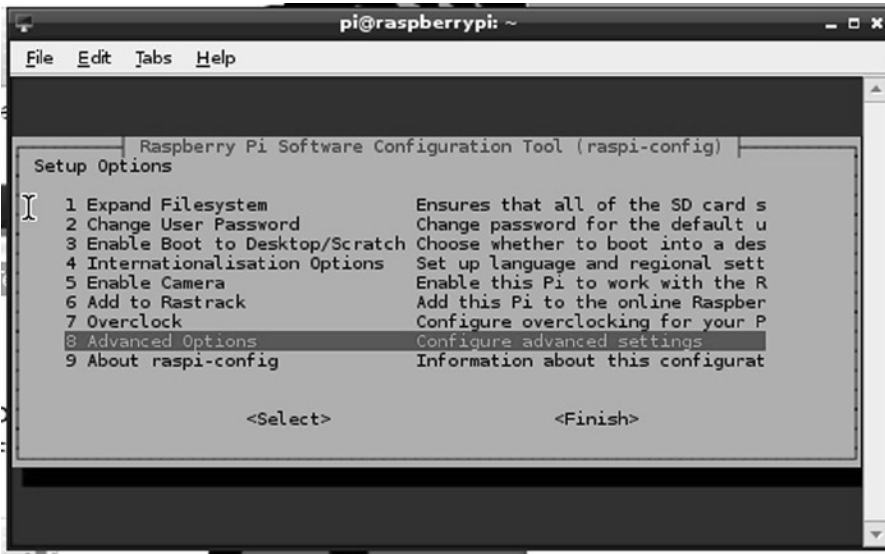 pi@raspberrypi: ~
File Edit Tabs Help
Raspberry Pi Software Configuration Tool (raspi-config)
Setup Options
1 Expand Filesystem Ensures that all of the SD card s
2 Change User Password Change password for the default u
3 Enable Boot to Desktop/Scratch Choose whether to boot into a des
4 Internationalisation Options Set up language and regional sett
5 Enable Camera Enable this Pi to work with the R
6 Add to Rastrack Add this Pi to the online Raspber
7 Overclock Configure overclocking for your P
8 Advanced Options Configure advanced settings
9 About raspi-config Information about this configurat
<Select> <Finish>